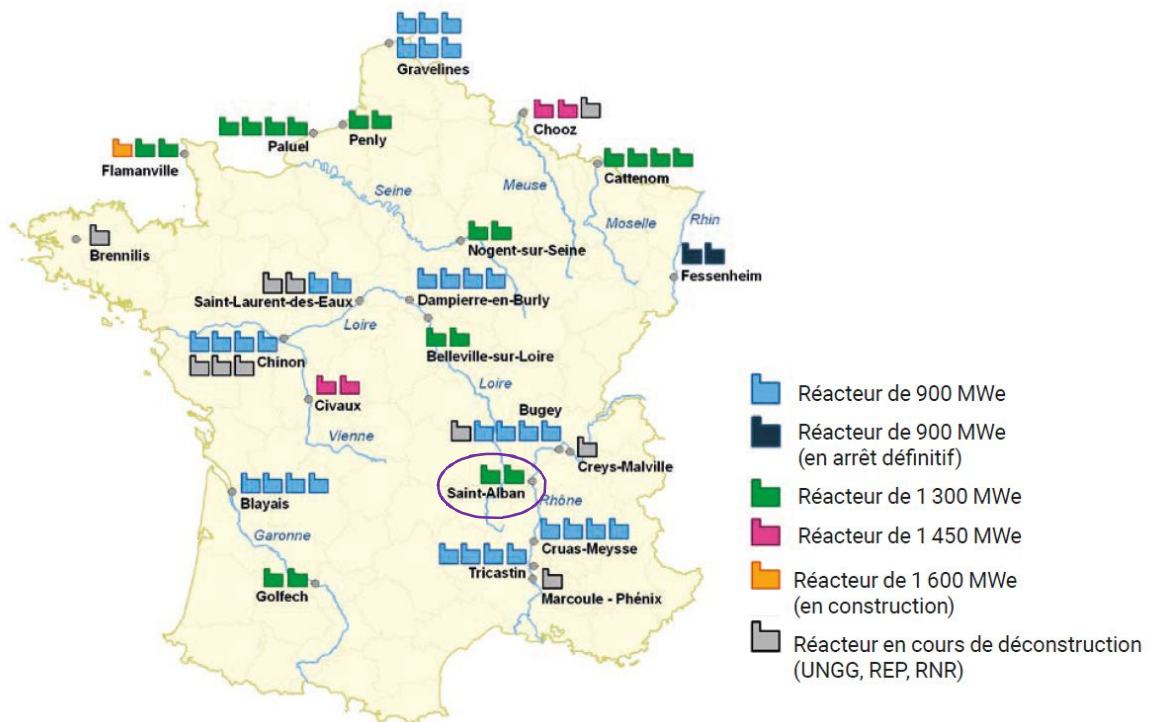 Gravelines
Chooz
Penly
Paluel
Flamanville
Cattenom
Seine
Meuse
Moselle
Rhin
Brennilis
Nogent-sur-Seine
Fessenheim
Saint-Laurent-des-Eaux
Dampierre-en-Burly
Loire
Chinon
Belleville-sur-Loire
Loire
Civaux
Bugey
Vienne
Creys-Malville
Saint-Alban
Rhône
Blayais
Garonne
Cruas-Meysse
Tricastin
Golfech
Marcoule - Phénix
Réacteur de 900 MWe
Réacteur de 900 MWe
(en arrêt définitif)
Réacteur de 1 300 MWe
Réacteur de 1 450 MWe
Réacteur de 1 600 MWe
(en construction)
Réacteur en cours de déconstruction
(UNGG, REP, RNR)